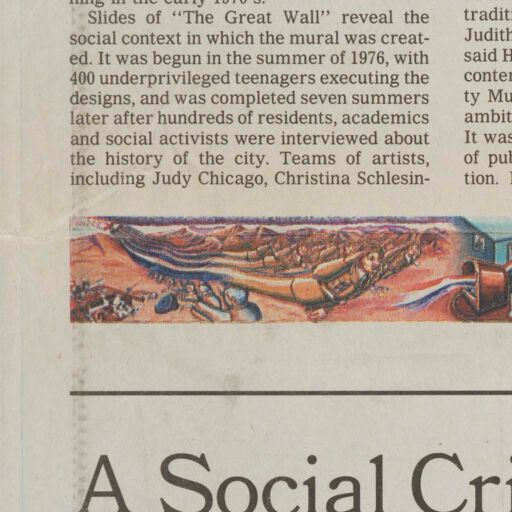 ning in the early 1970's.
Slides of "The Great Wall" reveal the
social context in which the mural was creat-
ed. It was begun in the summer of 1976, with
400 underprivileged teenagers executing the
designs, and was completed seven summers
later after hundreds of residents, academics
and social activists were interviewed about
the history of the city. Teams of artists,
including Judy Chicago, Christina Schlesin-
traditi
Judith
said H
conter
ty Mu
ambit
It was
of pub
tion.
A Social Cri